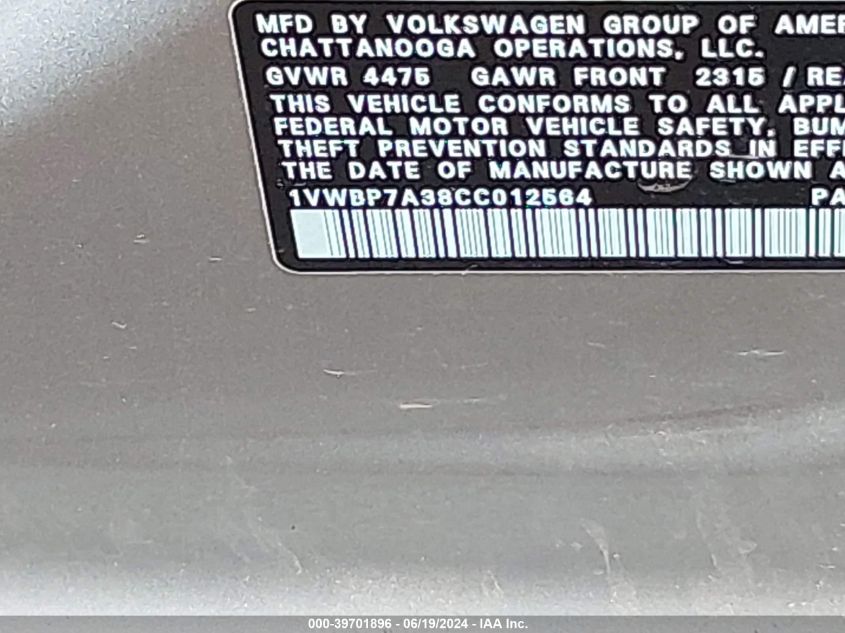 MFD BY VOLKSWAGEN GROUP OF AMER
CHATTANOOGA OPERATIONS, LLC.
GVWR 4475 GAWR FRONT 2315 / REA
THIS VEHICLE CONFORMS TO ALL APPL
FEDERAL MOTOR VEHICLE SAFETY, BUM
THEFT PREVENTION STANDARDS IN EFF
THE DATE OF MANUFACTURE SHOWN A
1VWBP7A38CC012564 PA
000-39701896 - 06/19/2024 - IAA Inc.